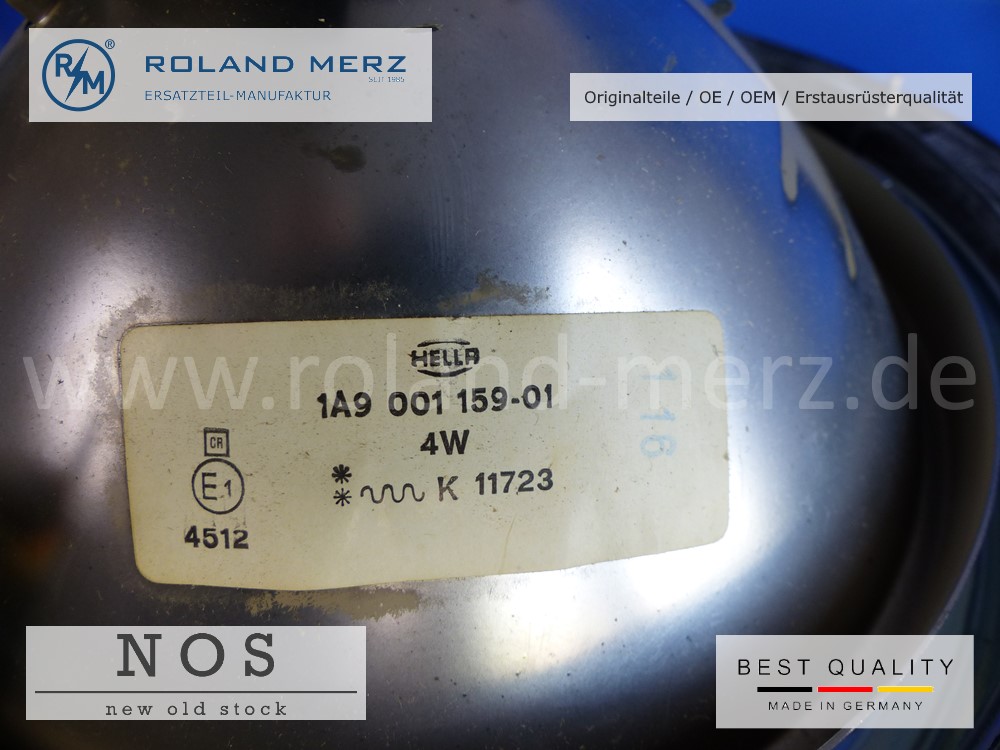 R M ®
ROLAND MERZ
SEIT 1985
ERSATZTEIL-MANUFAKTUR
Originalteile / OE / OEM / Erstausrüsterqualität
www.roland-merz.de
HELLA
1A9 001 159-01
4W
116
CR
E1
K 11723
4512
NOS
new old stock
BEST QUALITY
MADE IN GERMANY